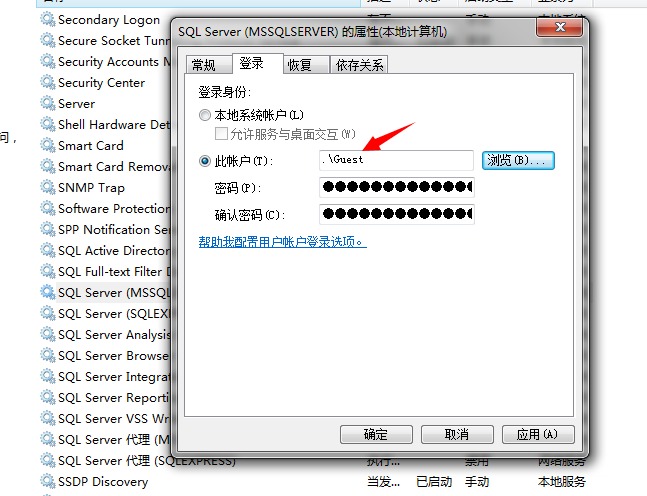 Secondary Logon
Secure Socket Tunn
Security Accounts M
Security Center
Server
Shell Hardware Det
Smart Card
Smart Card Remova
SNMP Trap
Software Protection
SPP Notification Se
SQL Active Director
SQL Full-text Filter D
SQL Server (MSSQL
SQL Server (SQLEXP
SQL Server Analysis
SQL Server Browse
SQL Server Integrat
SQL Server Reporti
SQL Server VSS Wr
SQL Server 代理 (M
SQL Server 代理 (SQLEXPRESS) 执行... 禁用 网络服务
SSDP Discovery 当发... 已启动 手动 本地服务
问，
SQL Server (MSSQLSERVER) 的属性(本地计算机)
常规 登录 恢复 依存关系
登录身份:
本地系统帐户(L)
允许服务与桌面交互(W)
此帐户(T): .\Guest 浏览(B)...
密码(P): ●●●●●●●●●●●●●●●
确认密码(C): ●●●●●●●●●●●●●●●
帮助我配置用户帐户登录选项。
确定 取消 应用(A)